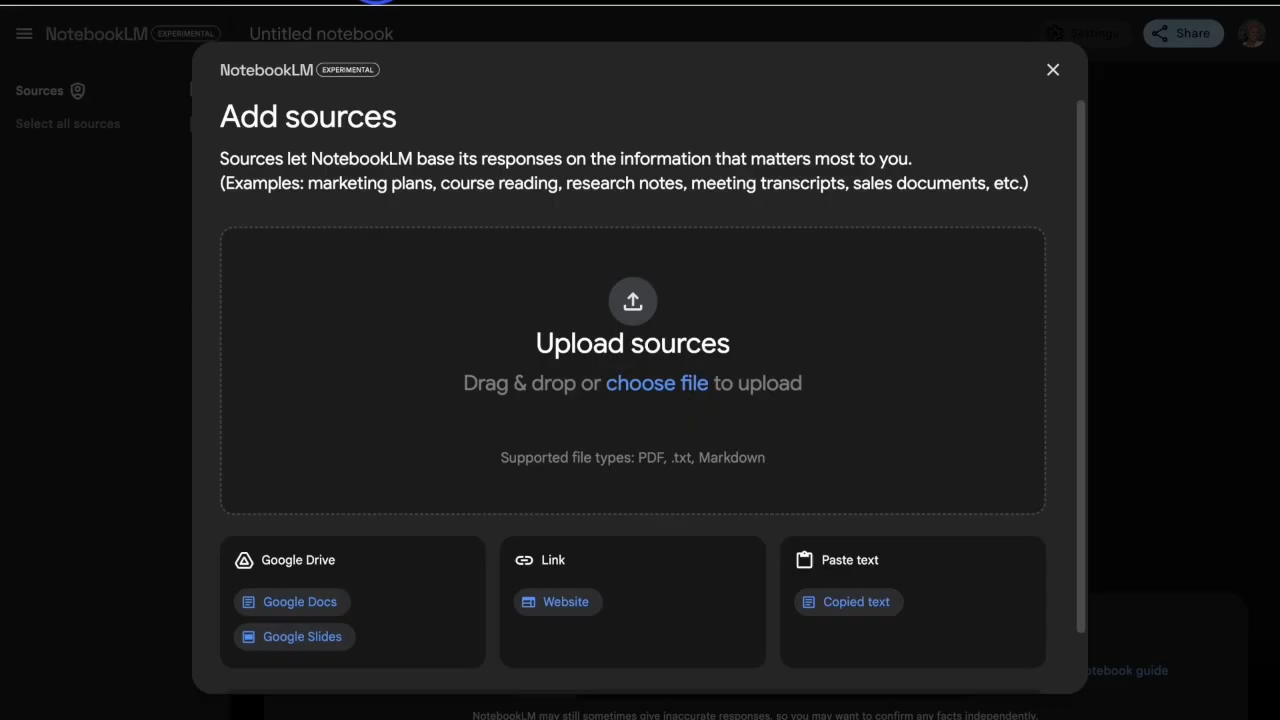 NotebookLM EXPERIMENTAL
Untitled notebook
Settings
Share
Sources
Select all sources
NotebookLM EXPERIMENTAL
Add sources
Sources let NotebookLM base its responses on the information that matters most to you.
(Examples: marketing plans, course reading, research notes, meeting transcripts, sales documents, etc.)
Upload sources
Drag & drop or choose file to upload
Supported file types: PDF, .txt, Markdown
Google Drive
Google Docs
Google Slides
Link
Website
Paste text
Copied text
otebook guide
NotebookLM may still sometimes give inaccurate responses, so you may want to confirm any facts independently.